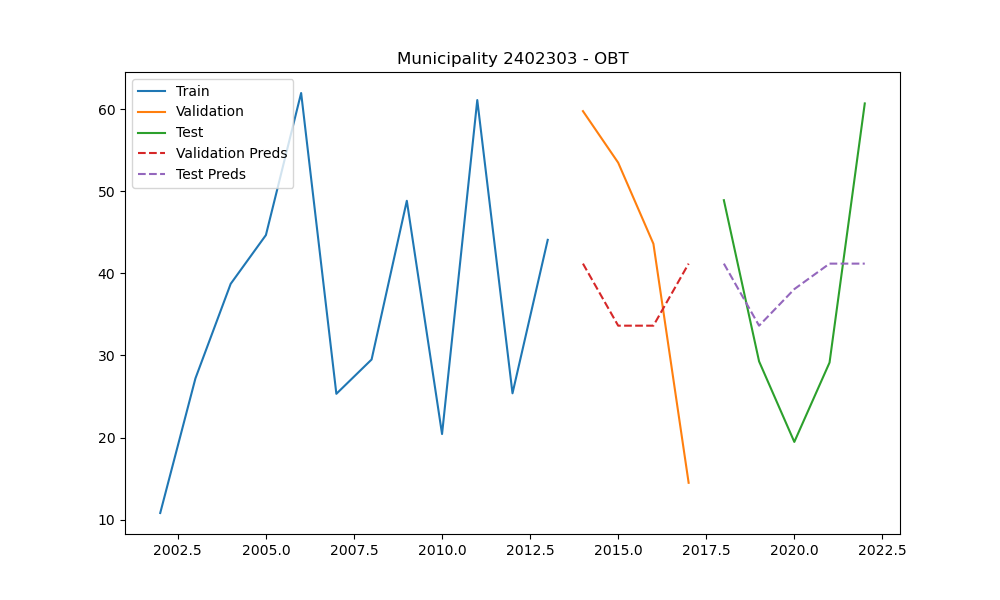 Municipality 2402303 - OBT
Train
Validation
Test
Validation Preds
Test Preds
60
50
40
30
20
10
2002.5 2005.0 2007.5 2010.0 2012.5 2015.0 2017.5 2020.0 2022.5